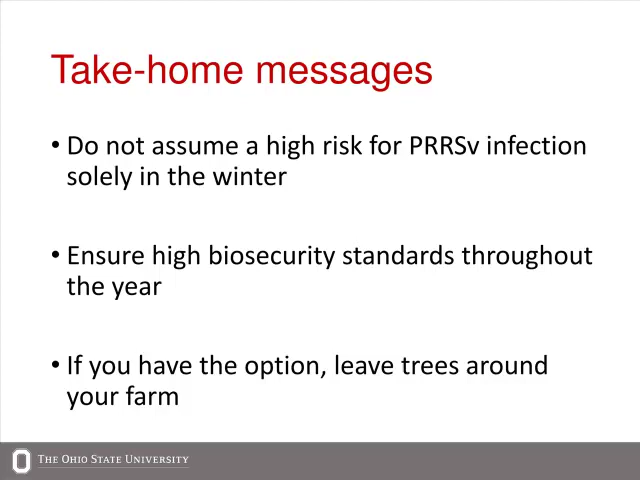 Take-home messages
• Do not assume a high risk for PRRSv infection
solely in the winter
• Ensure high biosecurity standards throughout
the year
• If you have the option, leave trees around
your farm
The Ohio State University